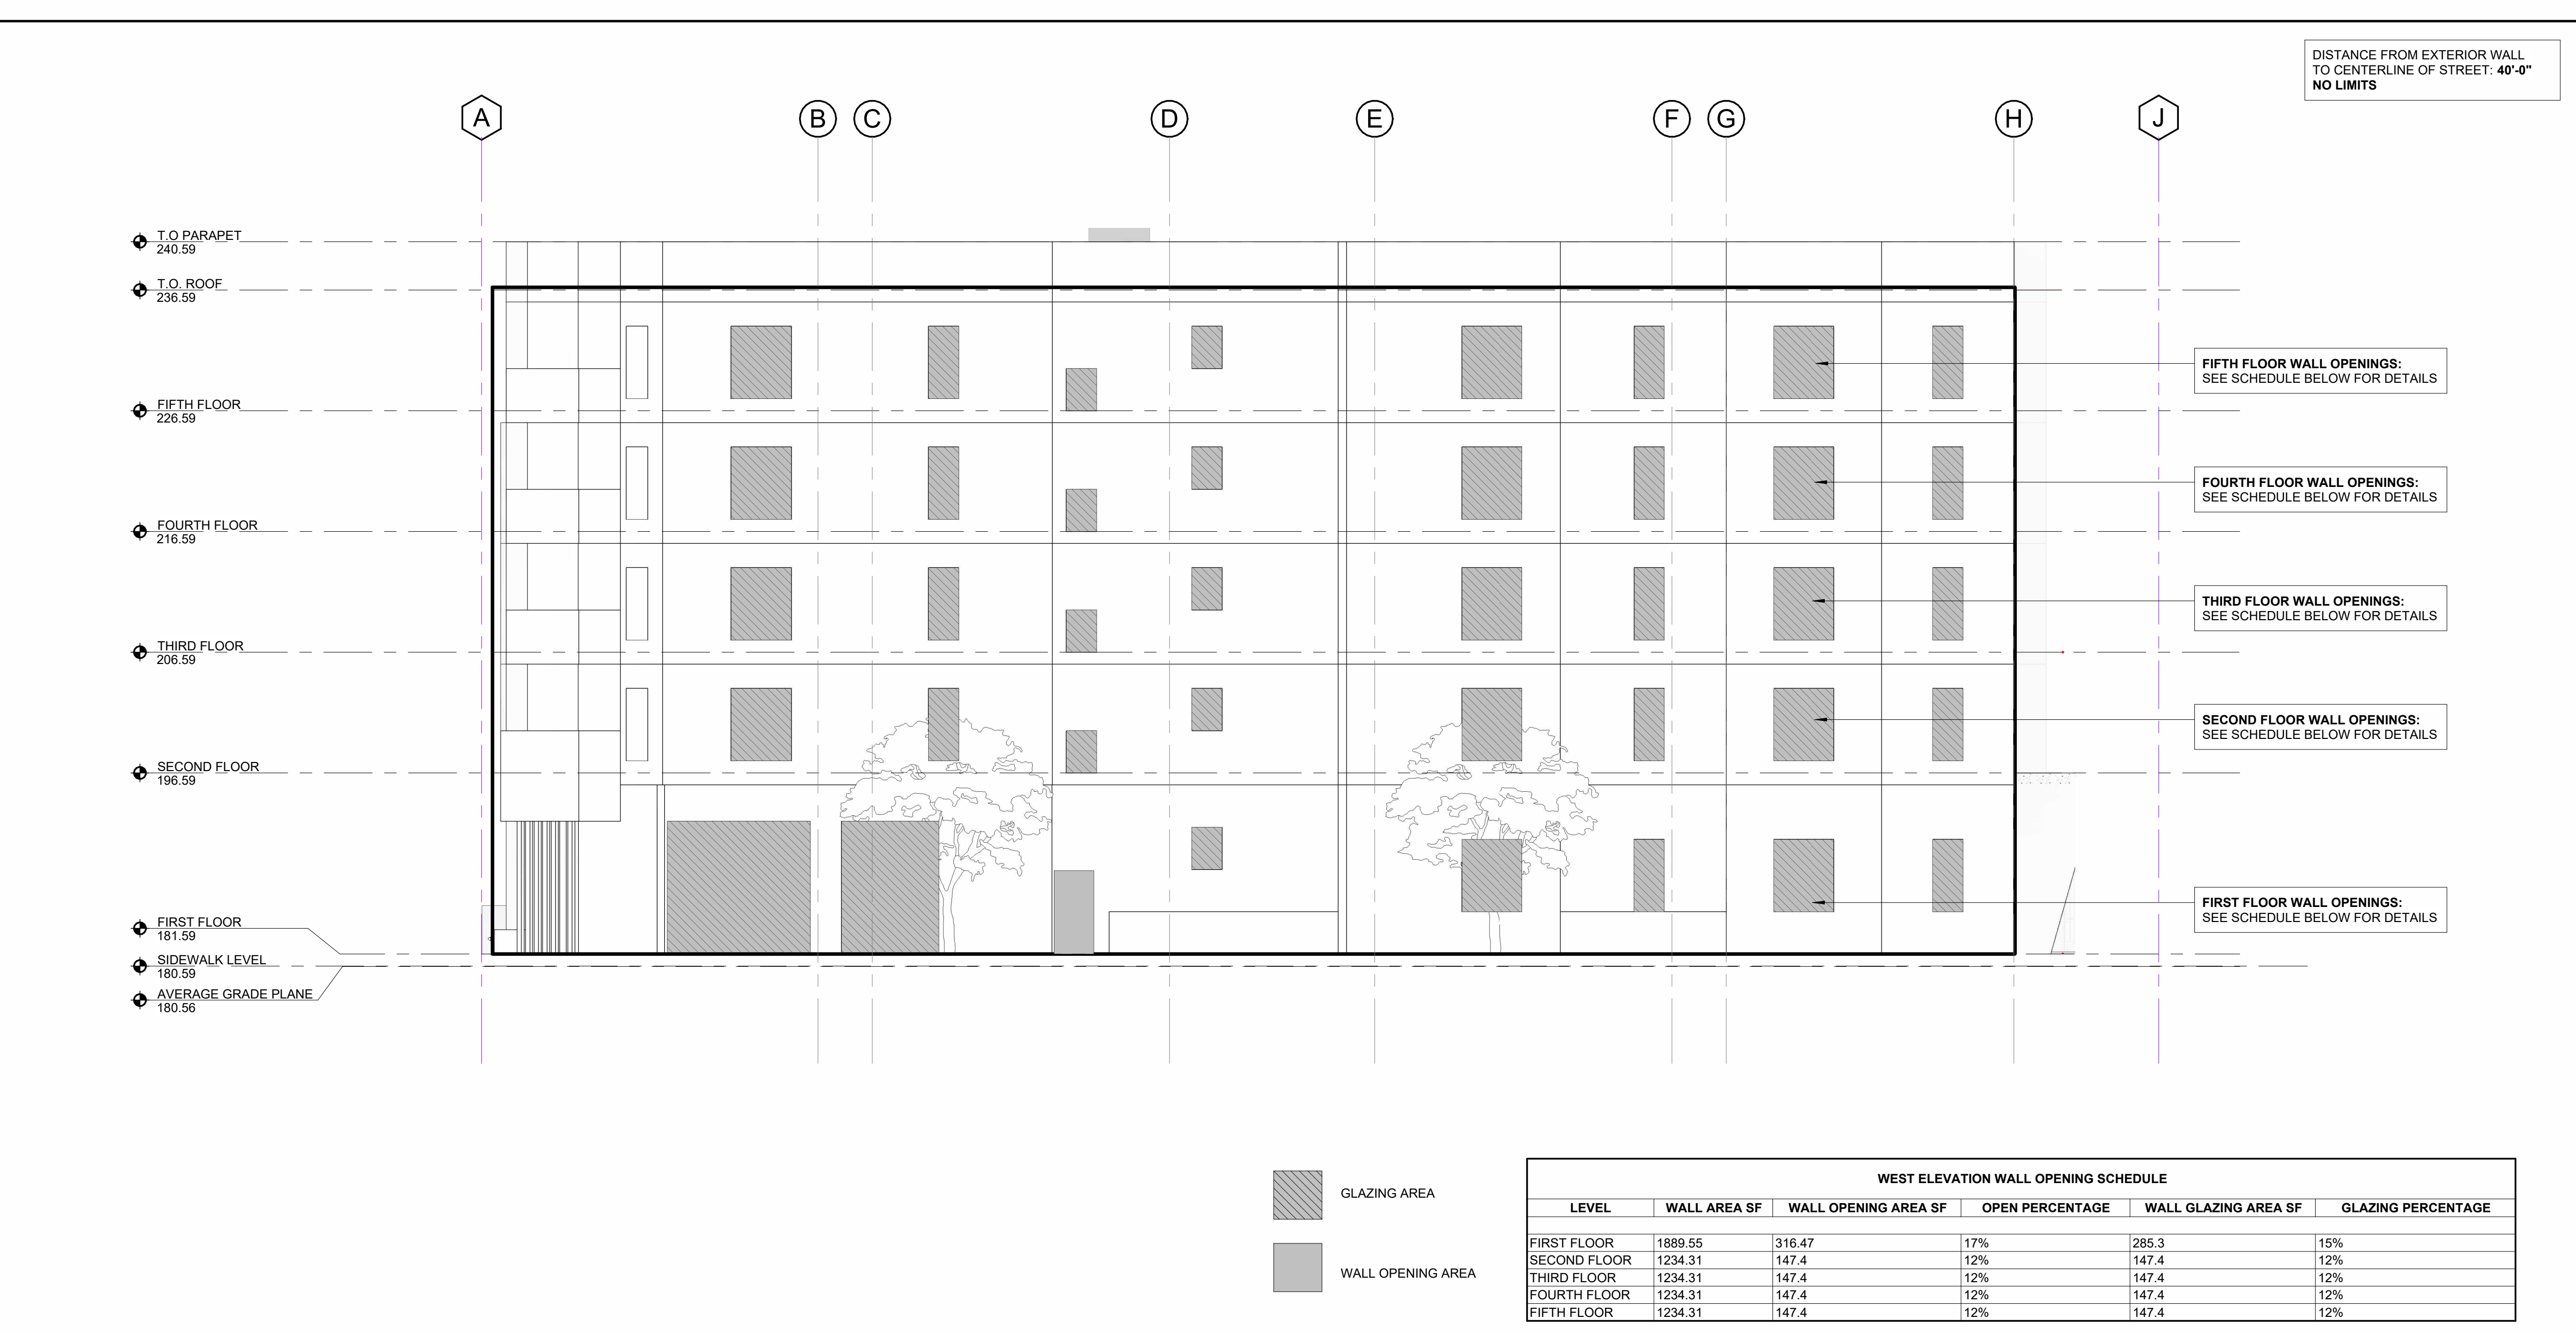 DISTANCE FROM EXTERIOR WALL
TO CENTERLINE OF STREET: 40'-0"
NO LIMITS
A B C D E F G H J
T.O PARAPET
240.59
T.O. ROOF
236.59
FIFTH FLOOR
226.59
FOURTH FLOOR
216.59
THIRD FLOOR
206.59
SECOND FLOOR
196.59
FIRST FLOOR
181.59
SIDEWALK LEVEL
180.59
AVERAGE GRADE PLANE
180.56
FIFTH FLOOR WALL OPENINGS:
SEE SCHEDULE BELOW FOR DETAILS
FOURTH FLOOR WALL OPENINGS:
SEE SCHEDULE BELOW FOR DETAILS
THIRD FLOOR WALL OPENINGS:
SEE SCHEDULE BELOW FOR DETAILS
SECOND FLOOR WALL OPENINGS:
SEE SCHEDULE BELOW FOR DETAILS
FIRST FLOOR WALL OPENINGS:
SEE SCHEDULE BELOW FOR DETAILS
GLAZING AREA
WALL OPENING AREA
WEST ELEVATION WALL OPENING SCHEDULE
LEVEL WALL AREA SF WALL OPENING AREA SF OPEN PERCENTAGE WALL GLAZING AREA SF GLAZING PERCENTAGE
FIRST FLOOR 1889.55 316.47 17% 285.3 15%
SECOND FLOOR 1234.31 147.4 12% 147.4 12%
THIRD FLOOR 1234.31 147.4 12% 147.4 12%
FOURTH FLOOR 1234.31 147.4 12% 147.4 12%
FIFTH FLOOR 1234.31 147.4 12% 147.4 12%